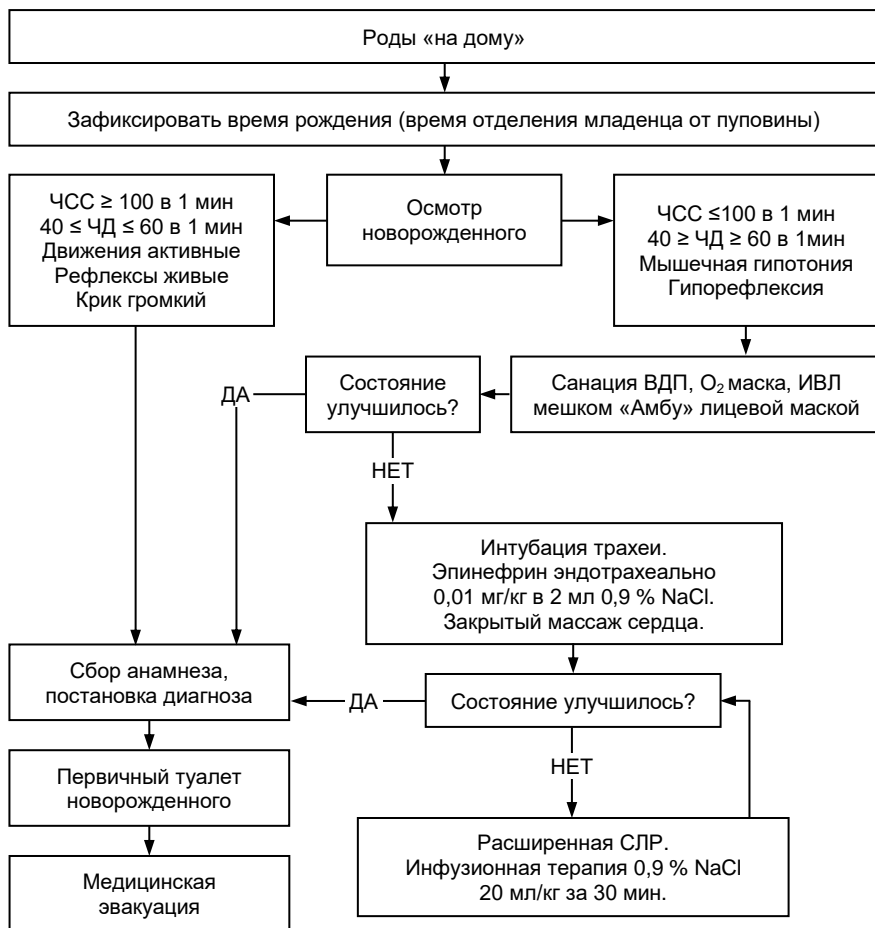 Роды «на дому»
Зафиксировать время рождения (время отделения младенца от пуповины)
ЧСС ≥ 100 в 1 мин
40 ≤ ЧД ≤ 60 в 1 мин
Движения активные
Рефлексы живые
Крик громкий
Осмотр
новорожденного
ЧСС ≤100 в 1 мин
40 ≥ ЧД ≥ 60 в 1мин
Мышечная гипотония
Гипорефлексия
ДА
Состояние
улучшилось?
Санация ВДП, O₂ маска, ИВЛ
мешком «Амбу» лицевой маской
НЕТ
Интубация трахеи.
Эпинефрин эндотрахеально
0,01 мг/кг в 2 мл 0,9 % NaCl.
Закрытый массаж сердца.
Сбор анамнеза,
постановка диагноза
ДА
Состояние улучшилось?
НЕТ
Первичный туалет
новорожденного
Расширенная СЛР.
Инфузионная терапия 0,9 % NaCl
20 мл/кг за 30 мин.
Медицинская
эвакуация